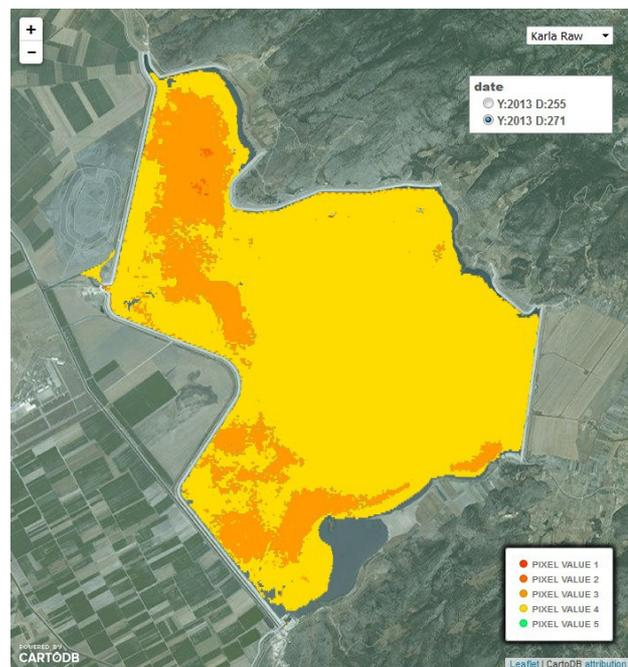 +
−
Karla Raw
date
Y:2013 D:255
Y:2013 D:271
PIXEL VALUE 1
PIXEL VALUE 2
PIXEL VALUE 3
PIXEL VALUE 4
PIXEL VALUE 5
POWERED BY
CARTODB
Leaflet | CartoDB attribution